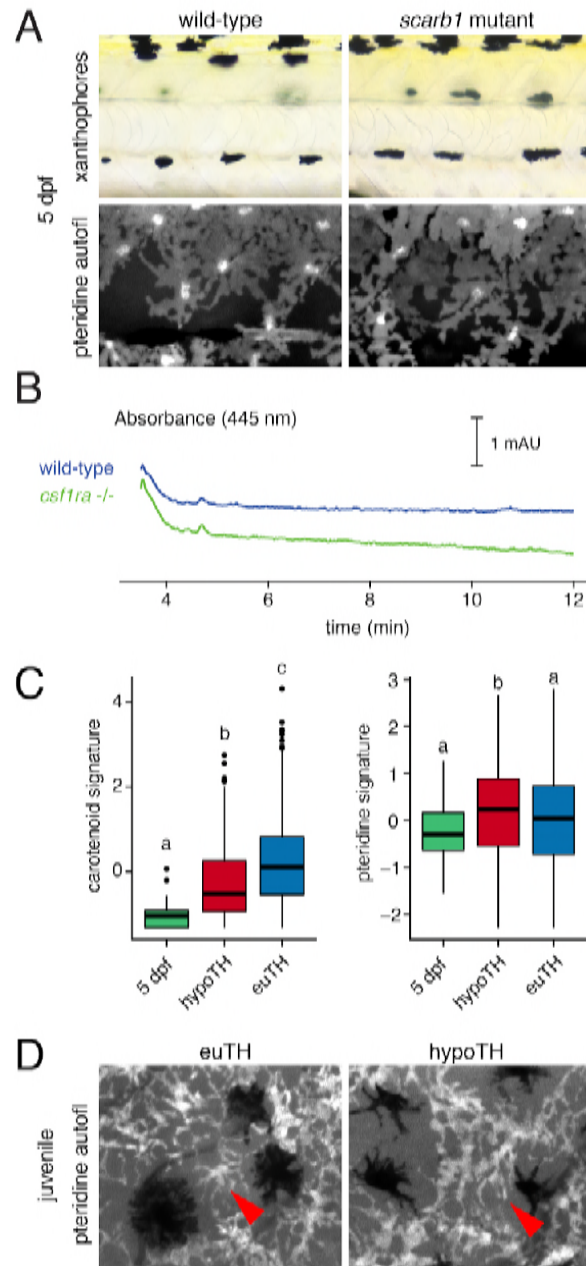 A
wild-type
scarb1 mutant
5 dpf
xanthophores
pteridine autofl
B
Absorbance (445 nm)
1 mAU
wild-type
csf1ra -/-
4 6 8 10 12
time (min)
C
carotenoid signature
4
2
0
a
b
c
5 dpf
hypoTH
euTH
pteridine signature
3
2
1
0
−1
−2
a
b
a
5 dpf
hypoTH
euTH
D
euTH
hypoTH
juvenile
pteridine autofl